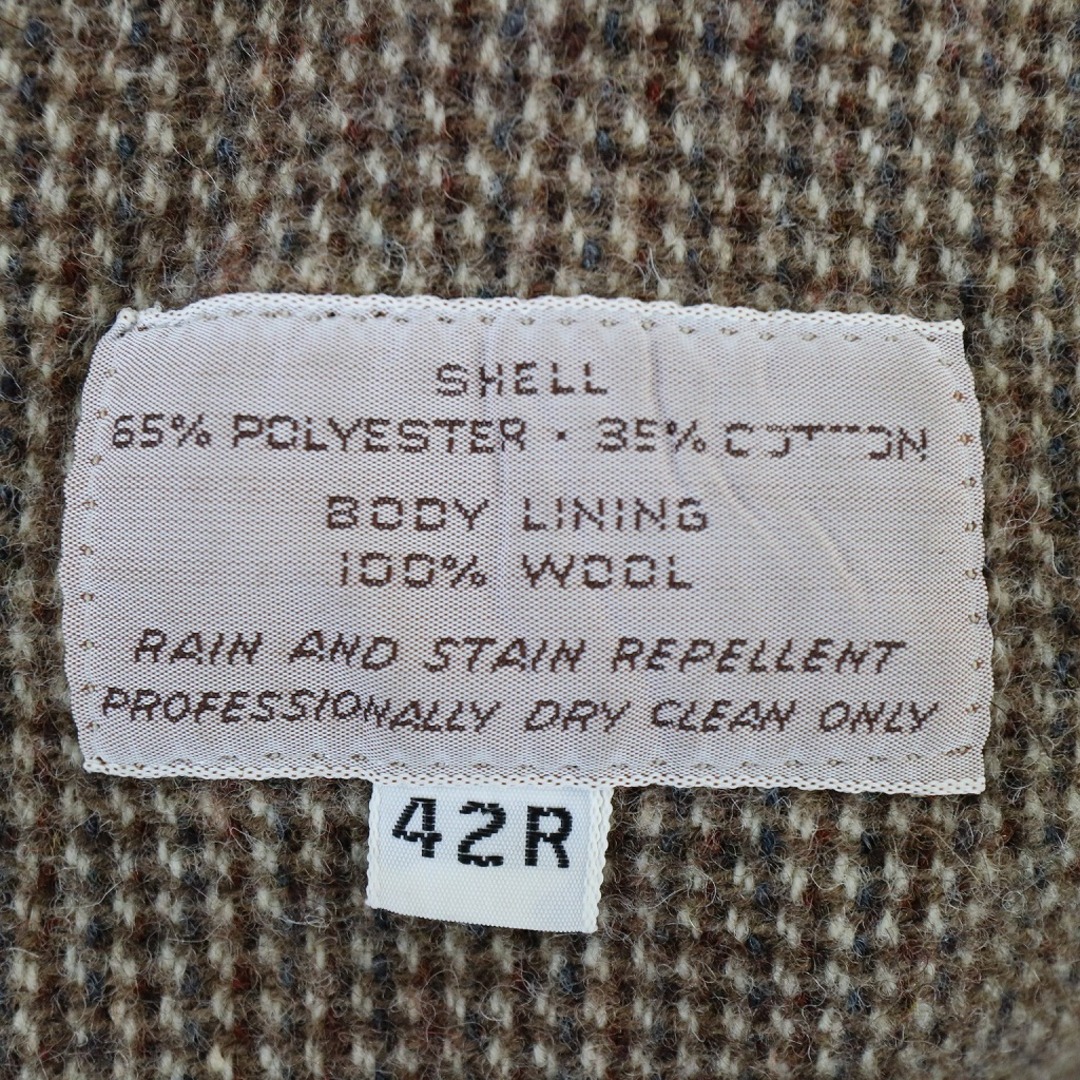 SHELL
65% POLYESTER · 35% COTTON
BODY LINING
100% WOOL
RAIN AND STAIN REPELLENT
PROFESSIONALLY DRY CLEAN ONLY
42R